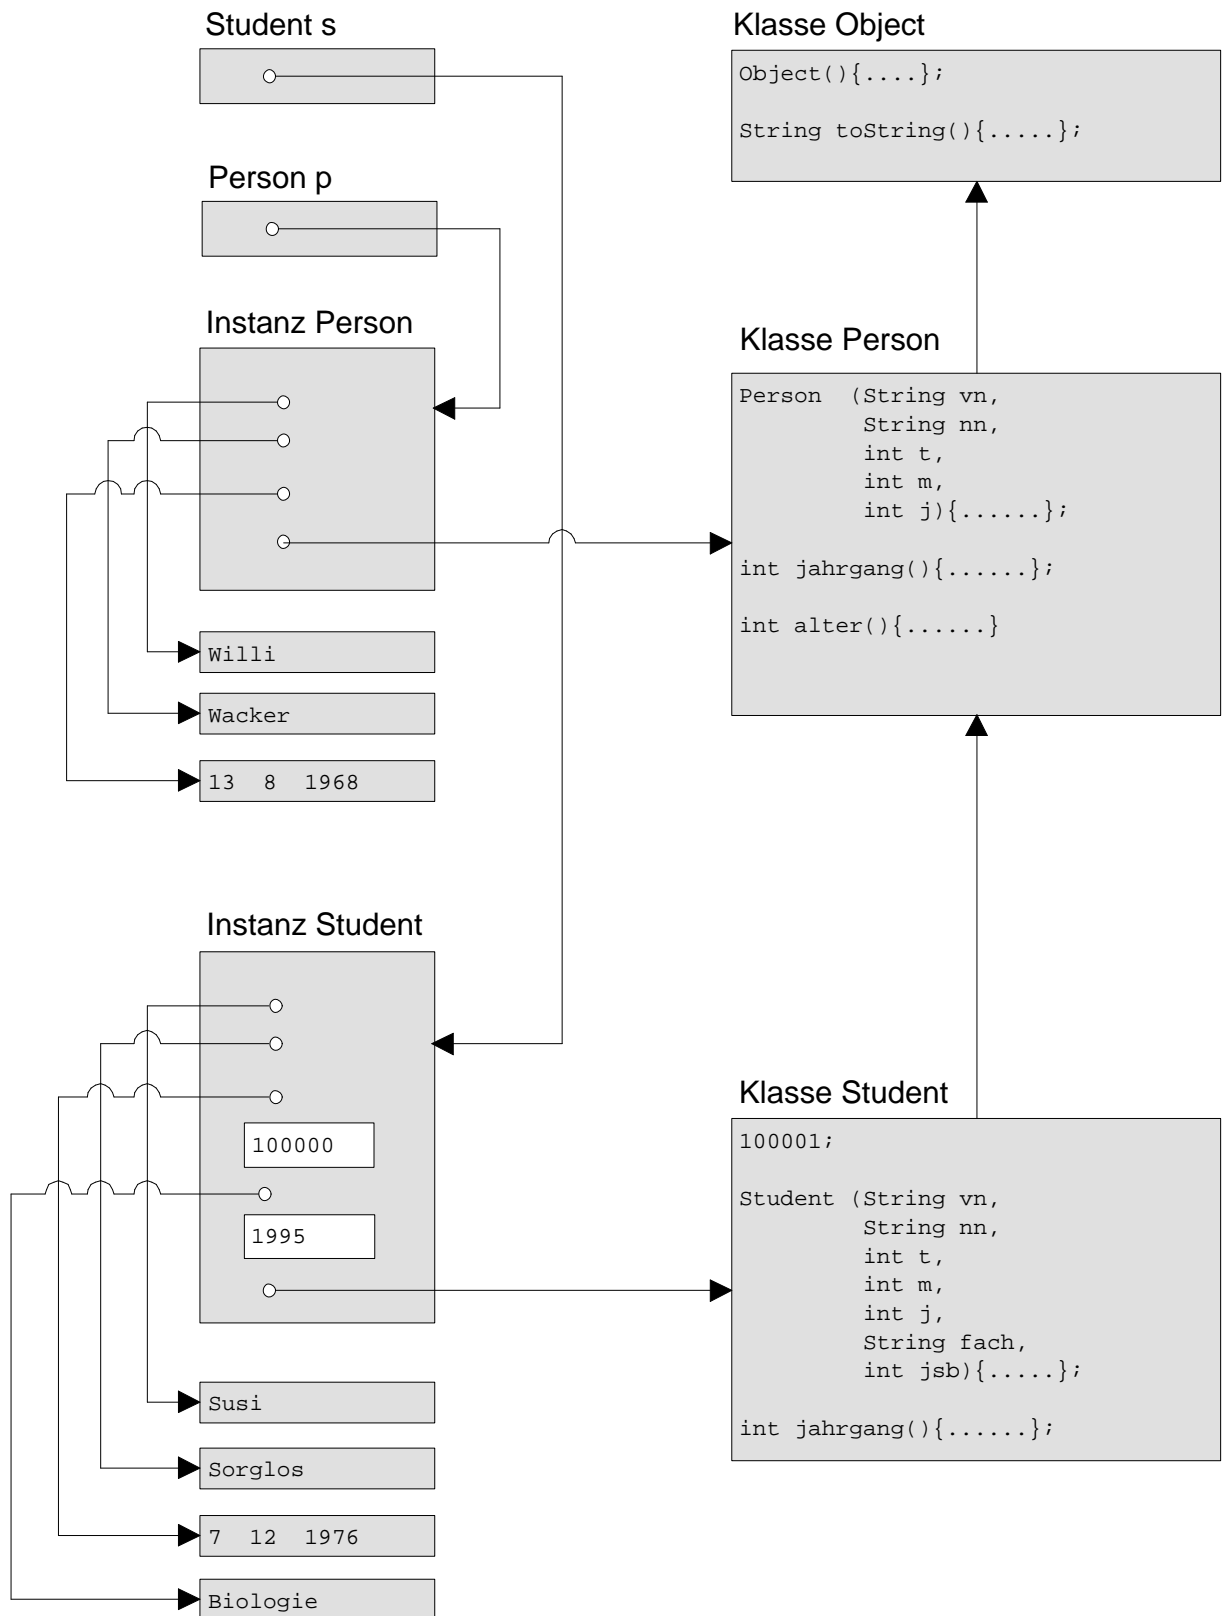 Student s
Person p
Instanz Person
Willi
Wacker
13 8 1968
Instanz Student
100000
1995
Susi
Sorglos
7 12 1976
Biologie
Klasse Object
Object(){....};
String toString(){.....};
Klasse Person
Person (String vn,
String nn,
int t,
int m,
int j){......};
int jahrgang(){......};
int alter(){......}
Klasse Student
100001;
Student (String vn,
String nn,
int t,
int m,
int j,
String fach,
int jsb){.....};
int jahrgang(){......};